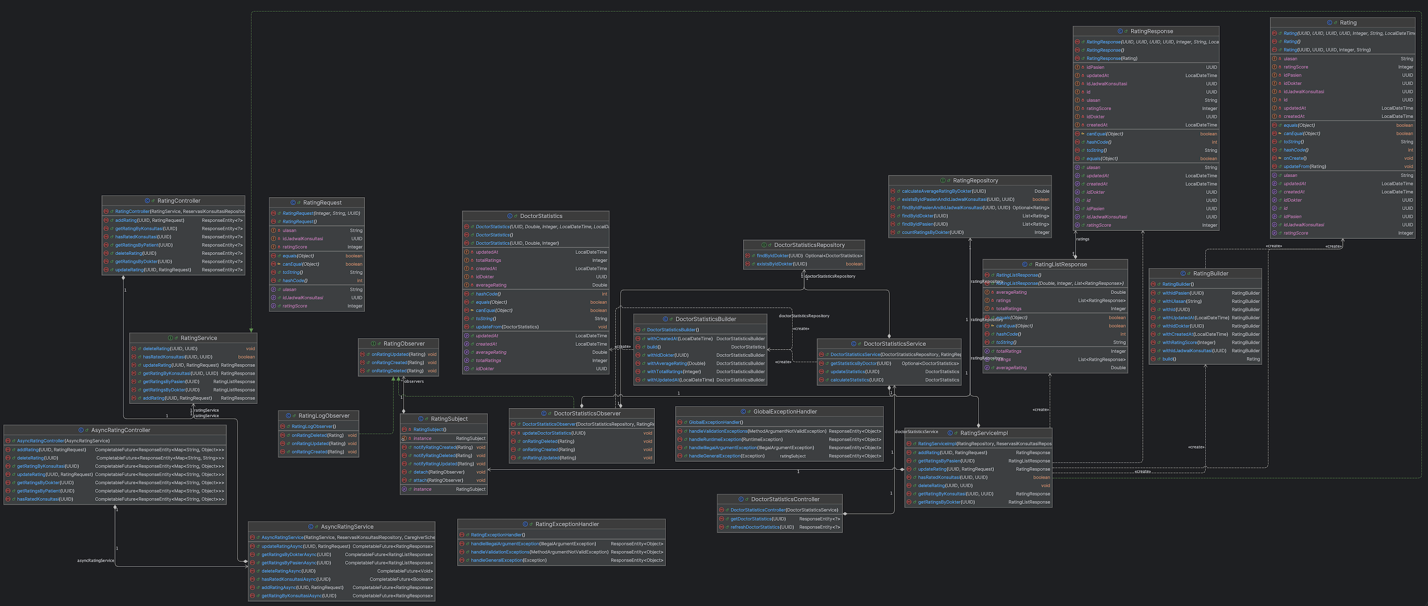 RatingController
RatingController(RatingService, ReservasiKonsultasiRepositor
addRating(UUID, RatingRequest) ResponseEntity<?>
getRatingByKonsultasi(UUID) ResponseEntity<?>
hasRatedKonsultasi(UUID) ResponseEntity<?>
getRatingsByPatient(UUID) ResponseEntity<?>
deleteRating(UUID, UUID) ResponseEntity<?>
getRatingsByDokter(UUID) ResponseEntity<?>
updateRating(UUID, RatingRequest) ResponseEntity<?>
RatingRequest
RatingRequest(Integer, String, UUID)
RatingRequest()
ulasan String
idJadwalKonsultasi UUID
ratingScore Integer
equals(Object) boolean
canEqual(Object) boolean
toString() String
hashCode() int
ulasan String
idJadwalKonsultasi UUID
ratingScore Integer
DoctorStatistics
DoctorStatistics(UUID, Double, Integer, LocalDateTime, LocalD
DoctorStatistics()
DoctorStatistics(UUID, Double, Integer)
updatedAt LocalDateTime
totalRatings Integer
createdAt LocalDateTime
idDokter UUID
averageRating Double
hashCode() int
equals(Object) boolean
canEqual(Object) boolean
toString() String
updateFrom(DoctorStatistics) void
updatedAt LocalDateTime
createdAt LocalDateTime
averageRating Double
totalRatings Integer
idDokter UUID
RatingRepository
calculateAverageRatingByDokter(UUID) Double
existsByIdPasienAndIdJadwalKonsultasi(UUID, UUID) boolean
findByIdPasienAndIdJadwalKonsultasi(UUID, UUID) Optional<Rating>
findByIdDokter(UUID) List<Rating>
findByIdPasien(UUID) List<Rating>
countRatingsByDokter(UUID) Integer
RatingResponse
RatingResponse(UUID, UUID, UUID, UUID, Integer, String, Loca
RatingResponse()
RatingResponse(Rating)
idPasien UUID
updatedAt LocalDateTime
idJadwalKonsultasi UUID
id UUID
ulasan String
ratingScore Integer
idDokter UUID
createdAt LocalDateTime
canEqual(Object) boolean
hashCode() int
toString() String
equals(Object) boolean
ulasan String
updatedAt LocalDateTime
createdAt LocalDateTime
idDokter UUID
id UUID
idPasien UUID
idJadwalKonsultasi UUID
ratingScore Integer
Rating
Rating(UUID, UUID, UUID, UUID, Integer, String, LocalDateTime
Rating()
Rating(UUID, UUID, UUID, Integer, String)
ulasan String
ratingScore Integer
idPasien UUID
idDokter UUID
idJadwalKonsultasi UUID
id UUID
updatedAt LocalDateTime
createdAt LocalDateTime
equals(Object) boolean
canEqual(Object) boolean
toString() String
hashCode() int
onCreate() void
updateFrom(Rating) void
ulasan String
updatedAt LocalDateTime
createdAt LocalDateTime
idDokter UUID
id UUID
idPasien UUID
idJadwalKonsultasi UUID
ratingScore Integer
DoctorStatisticsRepository
findByIdDokter(UUID) Optional<DoctorStatistics>
existsByIdDokter(UUID) boolean
doctorStatisticsRepository
ratings
«create»
«create»
RatingListResponse
RatingListResponse()
RatingListResponse(Double, Integer, List<RatingResponse>)
averageRating Double
ratings List<RatingResponse>
totalRatings Integer
equals(Object) boolean
canEqual(Object) boolean
hashCode() int
toString() String
totalRatings Integer
ratings List<RatingResponse>
averageRating Double
RatingBuilder
RatingBuilder()
withIdPasien(UUID) RatingBuilder
withUlasan(String) RatingBuilder
withId(UUID) RatingBuilder
withUpdatedAt(LocalDateTime) RatingBuilder
withIdDokter(UUID) RatingBuilder
withCreatedAt(LocalDateTime) RatingBuilder
withRatingScore(Integer) RatingBuilder
withIdJadwalKonsultasi(UUID) RatingBuilder
build() Rating
RatingService
deleteRating(UUID, UUID) void
hasRatedKonsultasi(UUID, UUID) boolean
updateRating(UUID, RatingRequest) RatingResponse
getRatingByKonsultasi(UUID, UUID) RatingResponse
getRatingsByPasien(UUID) RatingListResponse
getRatingsByDokter(UUID) RatingListResponse
addRating(UUID, RatingRequest) RatingResponse
ratingService
ratingService
RatingObserver
onRatingUpdated(Rating) void
onRatingCreated(Rating) void
onRatingDeleted(Rating) void
observers
DoctorStatisticsBuilder
DoctorStatisticsBuilder()
withCreatedAt(LocalDateTime) DoctorStatisticsBuilder
build() DoctorStatistics
withIdDokter(UUID) DoctorStatisticsBuilder
withAverageRating(Double) DoctorStatisticsBuilder
withTotalRatings(Integer) DoctorStatisticsBuilder
withUpdatedAt(LocalDateTime) DoctorStatisticsBuilder
doctorStatisticsRepository
«create»
«create»
«create»
DoctorStatisticsService
DoctorStatisticsService(DoctorStatisticsRepository, RatingRe
getStatisticsByDoctor(UUID) Optional<DoctorStatistics>
updateStatistics(UUID) DoctorStatistics
calculateStatistics(UUID) DoctorStatistics
RatingLogObserver
RatingLogObserver()
onRatingDeleted(Rating) void
onRatingUpdated(Rating) void
onRatingCreated(Rating) void
RatingSubject
RatingSubject()
instance RatingSubject
notifyRatingCreated(Rating) void
notifyRatingDeleted(Rating) void
notifyRatingUpdated(Rating) void
detach(RatingObserver) void
attach(RatingObserver) void
instance RatingSubject
DoctorStatisticsObserver
DoctorStatisticsObserver(DoctorStatisticsRepository, RatingRe
updateDoctorStatistics(UUID) void
onRatingDeleted(Rating) void
onRatingCreated(Rating) void
onRatingUpdated(Rating) void
GlobalExceptionHandler
GlobalExceptionHandler()
handleValidationExceptions(MethodArgumentNotValidException) ResponseEntity<Object>
handleRuntimeException(RuntimeException) ResponseEntity<Object>
handleIllegalArgumentException(IllegalArgumentException) ResponseEntity<Object>
handleGeneralException(Exception) ResponseEntity<Object>
ratingSubject
RatingServiceImpl
RatingServiceImpl(RatingRepository, ReservasiKonsultasiRepos
addRating(UUID, RatingRequest) RatingResponse
getRatingsByPasien(UUID) RatingListResponse
updateRating(UUID, RatingRequest) RatingResponse
hasRatedKonsultasi(UUID, UUID) boolean
deleteRating(UUID, UUID) void
getRatingByKonsultasi(UUID, UUID) RatingResponse
getRatingsByDokter(UUID) RatingListResponse
«create»
«create»
«create»
AsyncRatingController
AsyncRatingController(AsyncRatingService)
addRating(UUID, RatingRequest) CompletableFuture<ResponseEntity<Map<String, Object>>>
deleteRating(UUID, UUID) CompletableFuture<ResponseEntity<Map<String, Object>>>
getRatingByKonsultasi(UUID) CompletableFuture<ResponseEntity<Map<String, Object>>>
updateRating(UUID, RatingRequest) CompletableFuture<ResponseEntity<Map<String, Object>>>
getRatingsByDokter(UUID) CompletableFuture<ResponseEntity<Map<String, Object>>>
getRatingsByPatient(UUID) CompletableFuture<ResponseEntity<Map<String, Object>>>
hasRatedKonsultasi(UUID) CompletableFuture<ResponseEntity<Map<String, Object>>>
asyncRatingService
AsyncRatingService
AsyncRatingService(RatingService, ReservasiKonsultasiRepository, CaregiverSche
updateRatingAsync(UUID, RatingRequest) CompletableFuture<RatingResponse>
getRatingsByDokterAsync(UUID) CompletableFuture<RatingListResponse>
getRatingsByPasienAsync(UUID) CompletableFuture<RatingListResponse>
deleteRatingAsync(UUID, UUID) CompletableFuture<Void>
hasRatedKonsultasiAsync(UUID, UUID) CompletableFuture<Boolean>
addRatingAsync(UUID, RatingRequest) CompletableFuture<RatingResponse>
getRatingByKonsultasiAsync(UUID, UUID) CompletableFuture<RatingResponse>
RatingExceptionHandler
RatingExceptionHandler()
handleIllegalArgumentException(IllegalArgumentException) ResponseEntity<Object>
handleValidationExceptions(MethodArgumentNotValidException) ResponseEntity<Object>
handleGeneralException(Exception) ResponseEntity<Object>
DoctorStatisticsController
DoctorStatisticsController(DoctorStatisticsService)
getDoctorStatistics(UUID) ResponseEntity<?>
refreshDoctorStatistics(UUID) ResponseEntity<?>